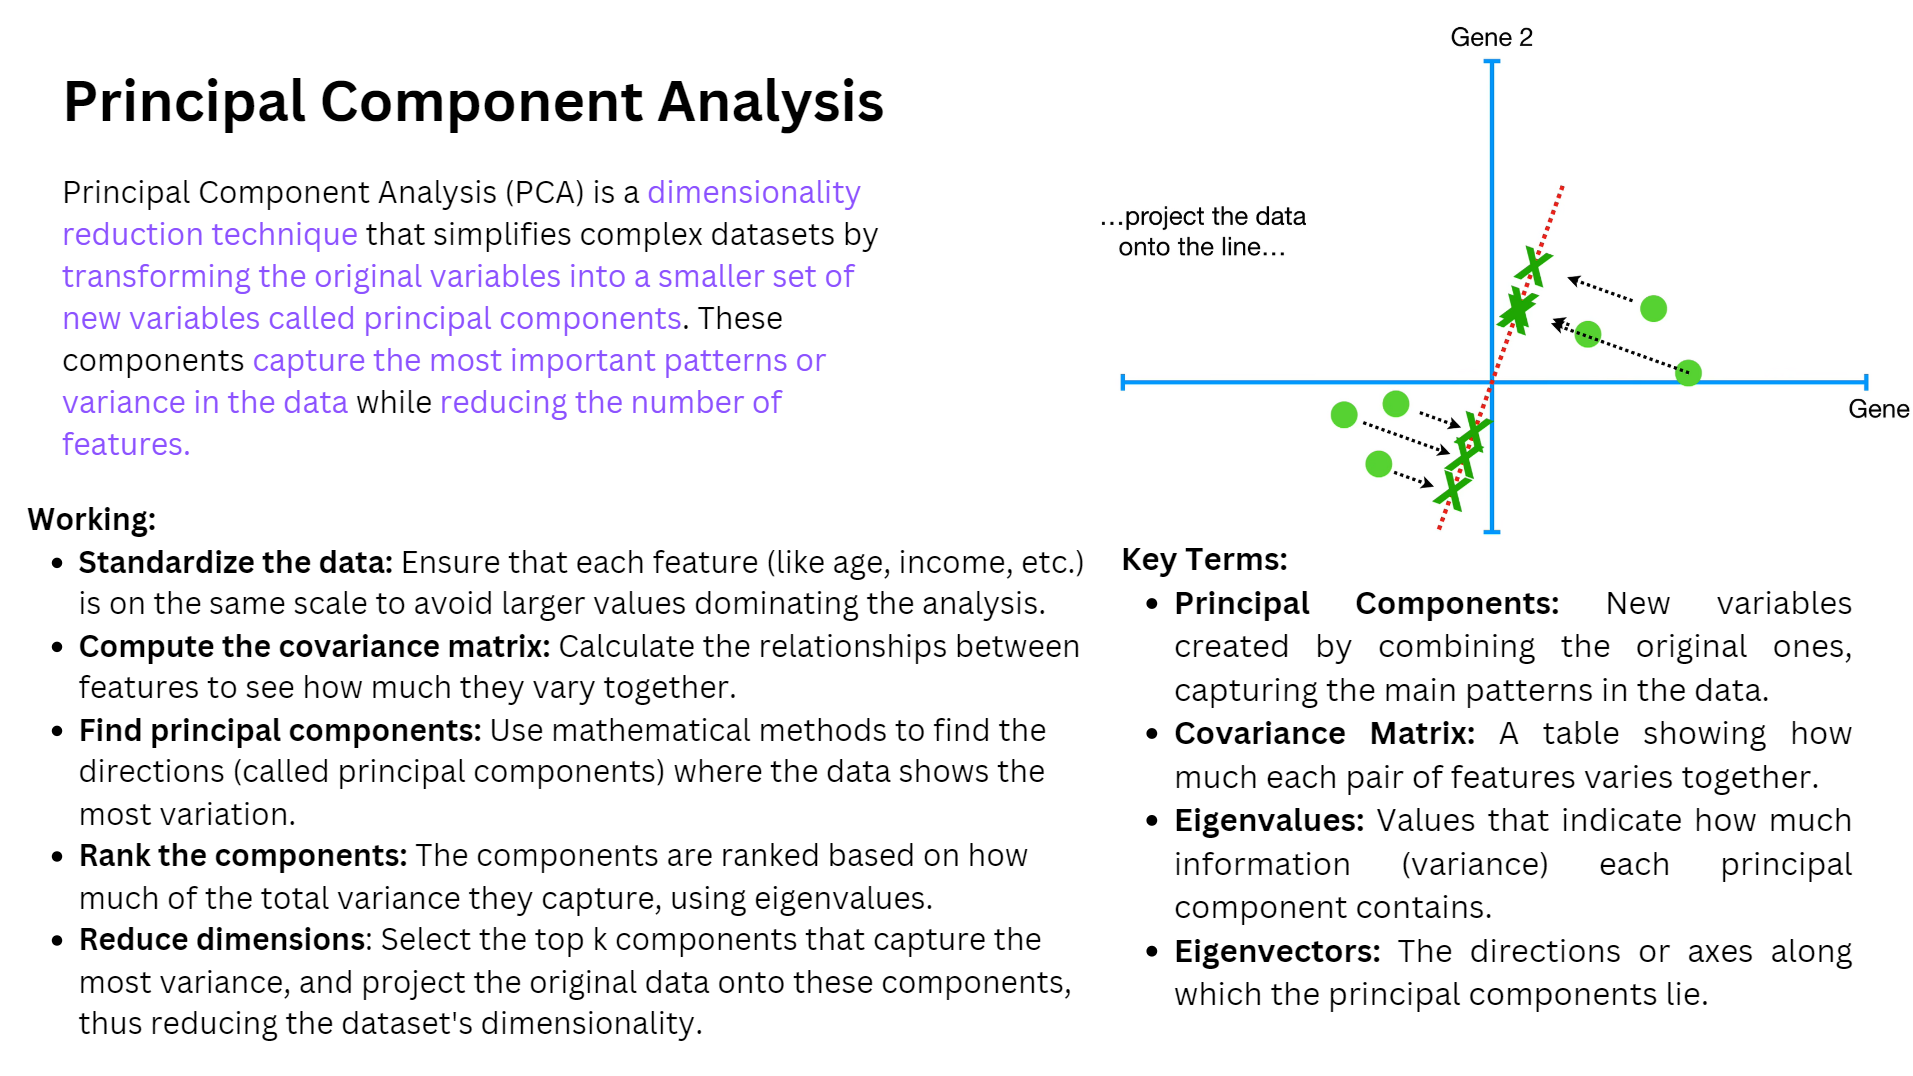 Principal Component Analysis
Principal Component Analysis (PCA) is a dimensionality
reduction technique that simplifies complex datasets by
transforming the original variables into a smaller set of
new variables called principal components. These
components capture the most important patterns or
variance in the data while reducing the number of
features.
Gene 2
…project the data
onto the line…
Gene
Working:
• Standardize the data: Ensure that each feature (like age, income, etc.)
is on the same scale to avoid larger values dominating the analysis.
• Compute the covariance matrix: Calculate the relationships between
features to see how much they vary together.
• Find principal components: Use mathematical methods to find the
directions (called principal components) where the data shows the
most variation.
• Rank the components: The components are ranked based on how
much of the total variance they capture, using eigenvalues.
• Reduce dimensions: Select the top k components that capture the
most variance, and project the original data onto these components,
thus reducing the dataset's dimensionality.
Key Terms:
• Principal Components: New variables
created by combining the original ones,
capturing the main patterns in the data.
• Covariance Matrix: A table showing how
much each pair of features varies together.
• Eigenvalues: Values that indicate how much
information (variance) each principal
component contains.
• Eigenvectors: The directions or axes along
which the principal components lie.